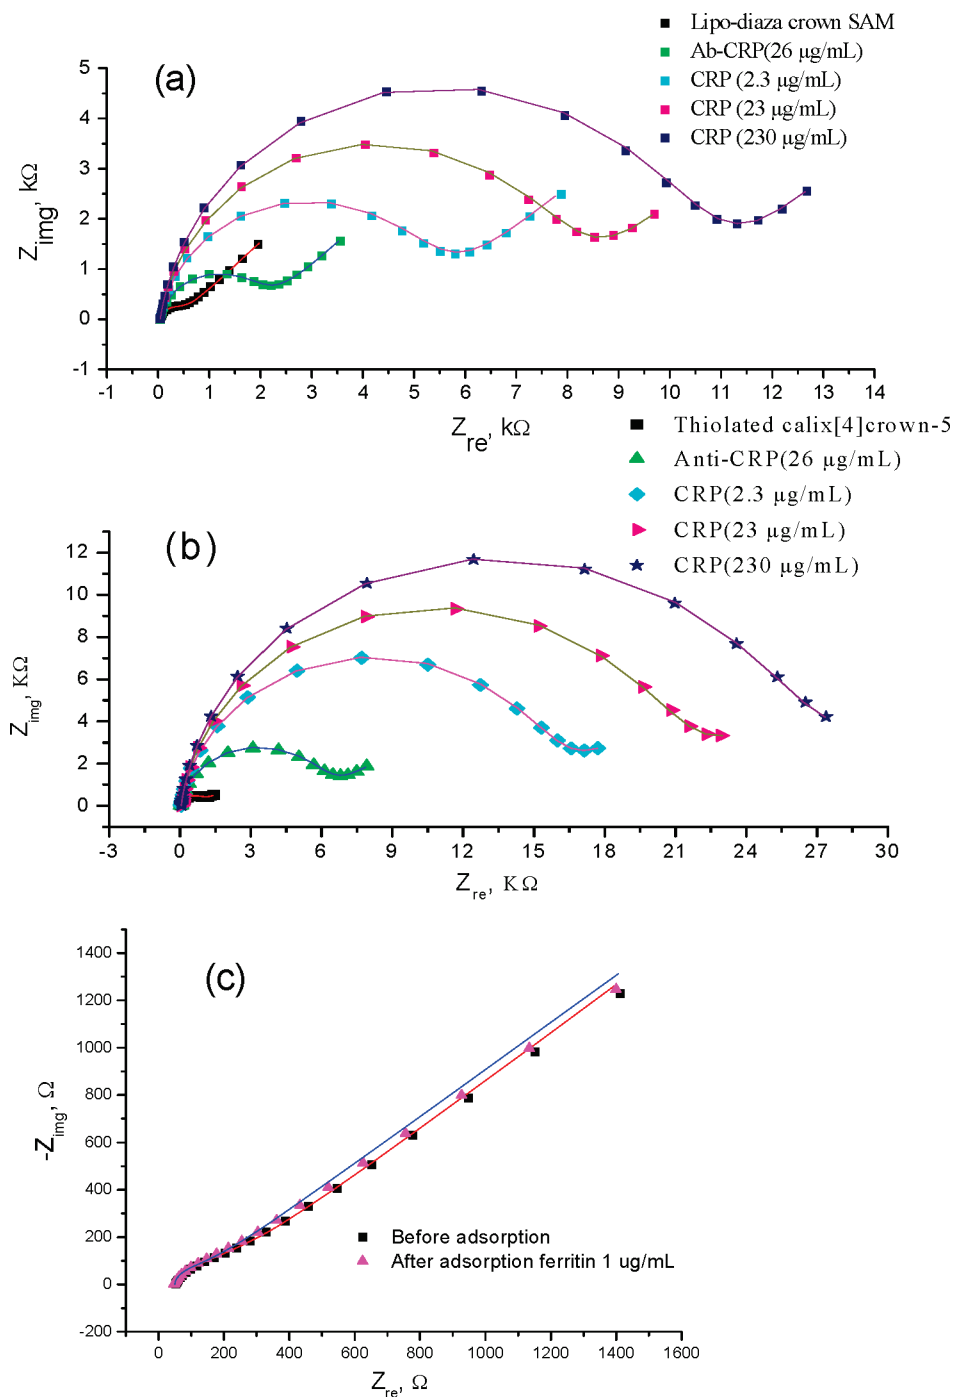 Lipo-diaza crown SAM
Ab-CRP(26 µg/mL)
CRP (2.3 µg/mL)
CRP (23 µg/mL)
CRP (230 µg/mL)
(a)
Z_img, kΩ
5
4
3
2
1
0
-1
-1 0 1 2 3 4 5 6 7 8 9 10 11 12 13 14
Z_re, kΩ
Thiolated calix[4]crown-5
Anti-CRP(26 µg/mL)
CRP(2.3 µg/mL)
CRP(23 µg/mL)
CRP(230 µg/mL)
(b)
Z_img, KΩ
12
10
8
6
4
2
0
-3 0 3 6 9 12 15 18 21 24 27 30
Z_re, KΩ
(c)
-Z_img, Ω
1400
1200
1000
800
600
400
200
0
-200
Before adsorption
After adsorption ferritin 1 ug/mL
0 200 400 600 800 1000 1200 1400 1600
Z_re, Ω